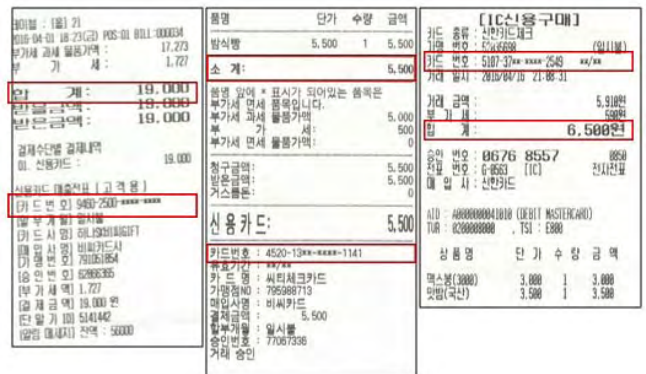 테이블 : [홀] 21
2016-04-01 18:23(금) POS:01 BILL:000034
부가세 과세 물품가액 : 17,273
부 가 세 : 1,727
합 계: 19,000
받을금액: 19,000
받은금액: 19,000
결제수단별 결제내역
01. 신용카드 : 19,000
신용카드 매출전표 [ 고 객 용 ]
[카 드 번 호] 9460-2500-****-****
[할 부 개 월] 일시불
[카 드 사 명]
[매 입 사 명] 비씨카드사
[가 맹 번 호] 791051854
[승 인 번 호] 62866365
[부 가 세 액] 1,727
[결 제 금 액] 19,000 원
[단 말 기 ID] 5141442
[알림 메세지] 잔액 : 56000
품명 단가 수량 금액
밤식빵 5,500 1 5,500
소 계: 5,500
품명 앞에 * 표시가 되어있는 품목은
부가세 면세 품목입니다.
부가세 과세 물품가액 5,000
부 가 세: 500
부가세 면세 물품가액: 0
청구금액: 5,500
받은금액: 5,500
거스름돈: 0
신용카드: 5,500
카드번호 : 4520-13**-****-1141
유효기간 : **/**
카 드 명 : 씨티체크카드
가맹점NO : 795988713
매입사명 : 비씨카드
결제금액 : 5,500
할부개월 : 일시불
승인번호 : 77067336
거래 승인
[IC신용구매]
카드 종류 : 신한카드체크
가맹 번호 : (일시불)
카드 번호 : 5107-37**-****-2549 **/**
거래 일시 : 2016/04/16 21:08:31
거래 금액 : 5,910원
부 가 세 : 590원
합 계 : 6,500원
승인 번호 : 0676 8557 0850
전표 번호 : G-0563 [IC] 전자전표
매 입 사 : 신한카드
AID : A0000000041010 (DEBIT MASTERCARD)
TVR : 0200008000 , TSI : E800
상 품 명 단 가 수 량 금 액
맥스봉(3000) 3,000 1 3,000
맛밤(국산) 3,500 1 3,500